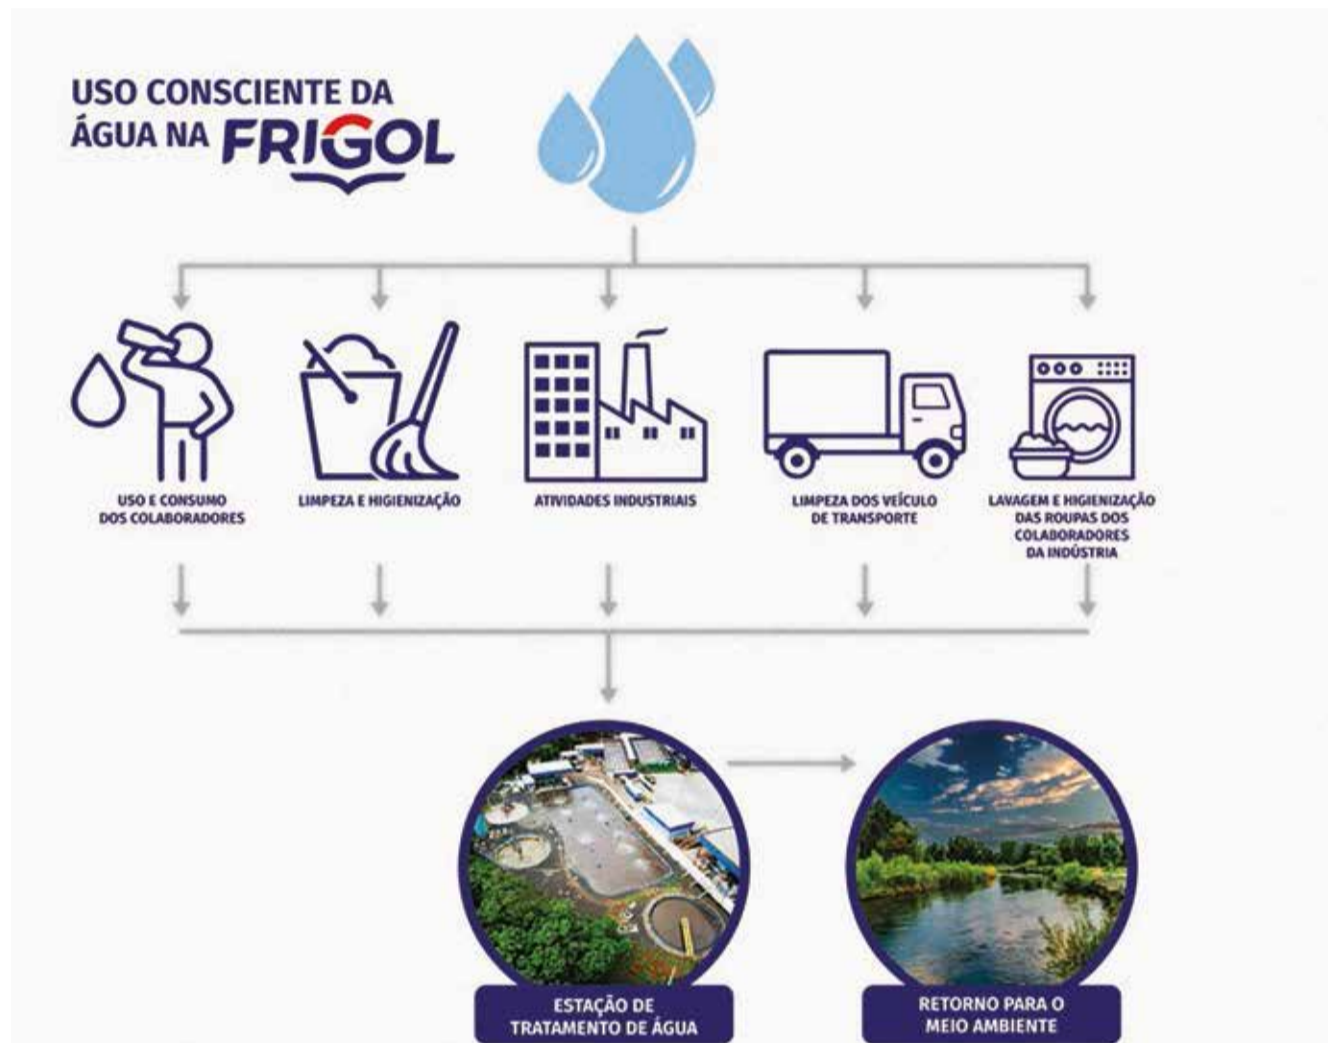 USO CONSCIENTE DA
ÁGUA NA FRIGOL
USO E CONSUMO
DOS COLABORADORES
LIMPEZA E HIGIENIZAÇÃO
ATIVIDADES INDUSTRIAIS
LIMPEZA DOS VEÍCULO
DE TRANSPORTE
LAVAGEM E HIGIENIZAÇÃO
DAS ROUPAS DOS
COLABORADORES
DA INDÚSTRIA
ESTAÇÃO DE
TRATAMENTO DE ÁGUA
RETORNO PARA O
MEIO AMBIENTE